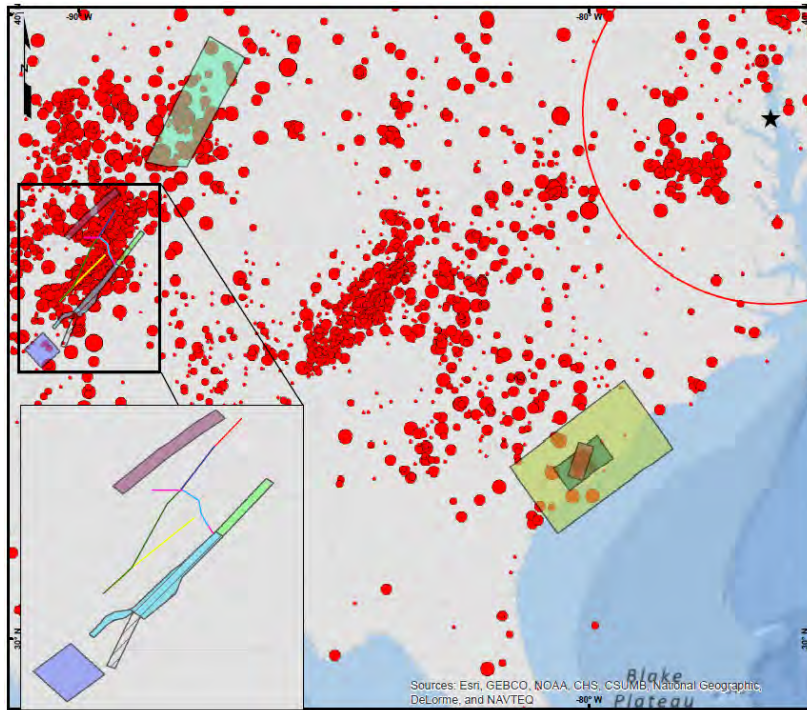 40° N
-90° W
-80° W
40° N
N
30° N
30° N
Blake
Plateau
Sources: Esri, GEBCO, NOAA, CHS, CSUMB, National Geographic,
DeLorme, and NAVTEQ
-80° W